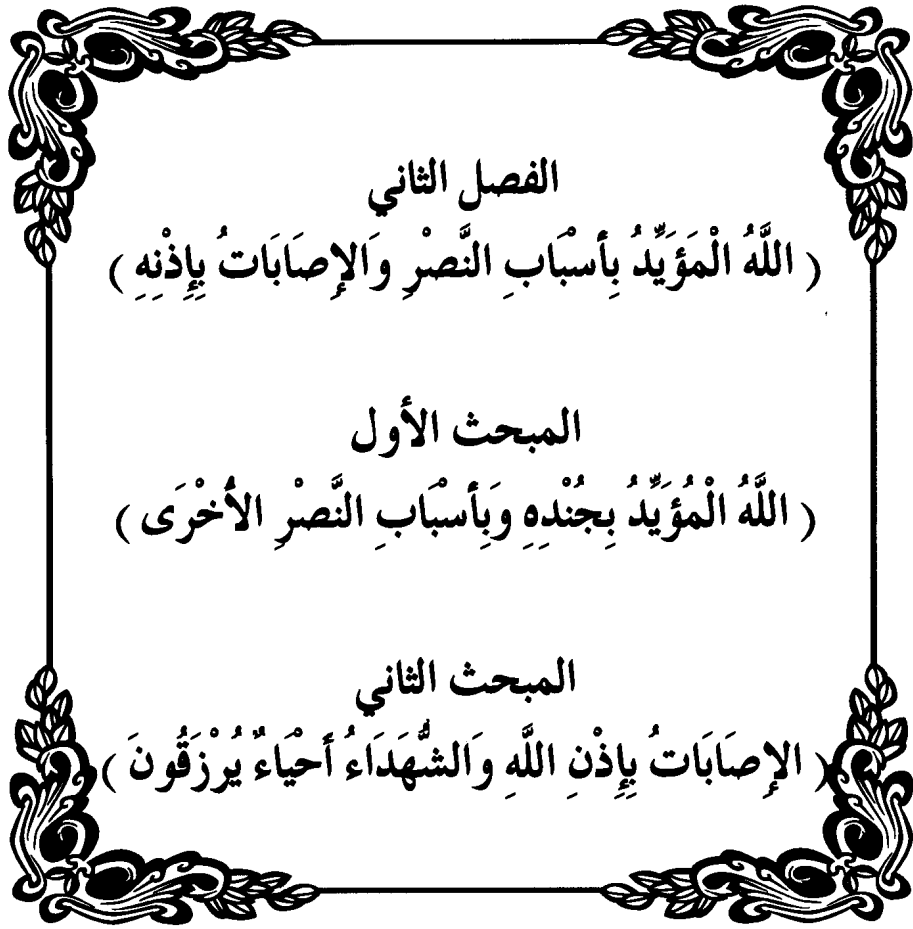 الفصل الثاني
( اللَّهُ الْمَؤَيِّدُ بِأَسْبَابِ النَّصْرِ وَالإِصَابَاتُ بِإِذْنِهِ )
المبحث الأول
( اللَّهُ الْمُؤَيِّدُ بِجُنْدِهِ وَبِأَسْبَابِ النَّصْرِ الأُخْرَى )
المبحث الثاني
( الإِصَابَاتُ بِإِذْنِ اللَّهِ وَالشُّهَدَاءُ أَحْيَاءٌ يُرْزَقُونَ )